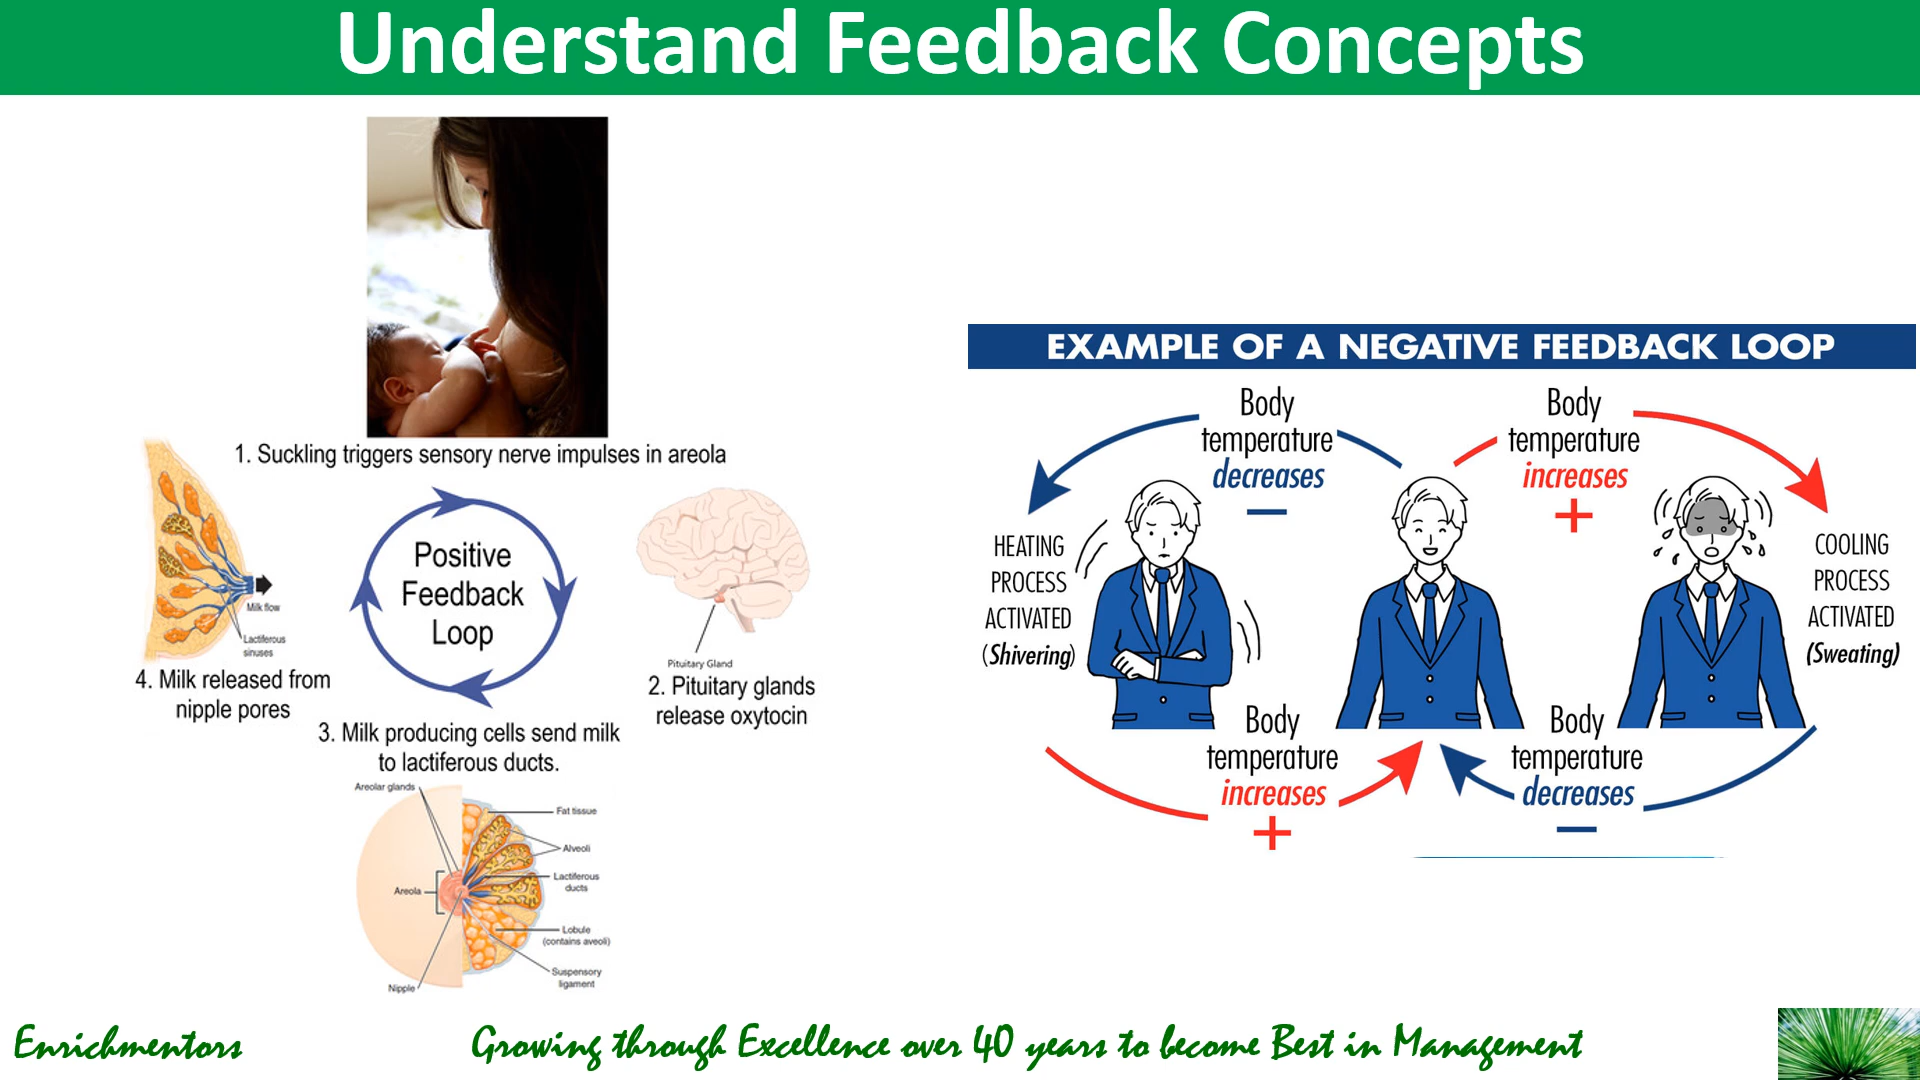 Understand Feedback Concepts
1. Suckling triggers sensory nerve impulses in areola
Positive
Feedback
Loop
Milk flow
Lactiferous
sinuses
4. Milk released from
nipple pores
Pituitary Gland
2. Pituitary glands
release oxytocin
3. Milk producing cells send milk
to lactiferous ducts.
Areolar glands
Fat tissue
Alveoli
Lactiferous
ducts
Areola
Lobule
(contains aveoli)
Suspensory
ligament
Nipple
EXAMPLE OF A NEGATIVE FEEDBACK LOOP
Body
temperature
decreases
−
Body
temperature
increases
+
HEATING
PROCESS
ACTIVATED
(Shivering)
COOLING
PROCESS
ACTIVATED
(Sweating)
Body
temperature
increases
+
Body
temperature
decreases
−
Enrichmentors
Growing through Excellence over 40 years to become Best in Management